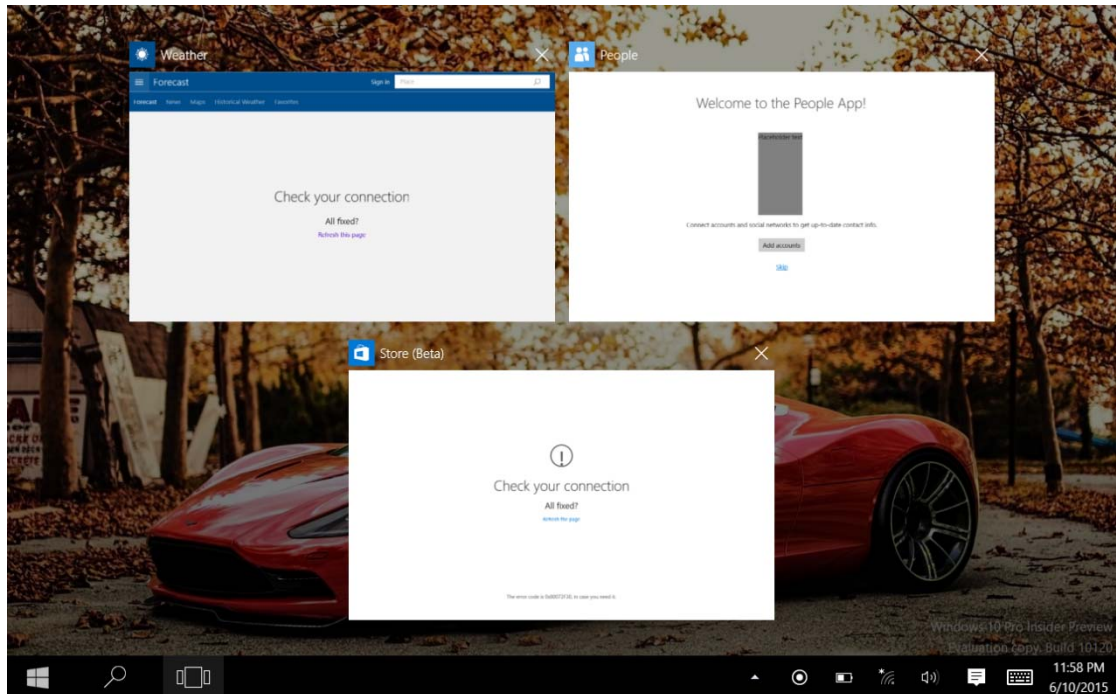 Weather
People
Forecast
Sign in
Place
Forecast News Maps Historical Weather Favorites
Check your connection
All fixed?
Refresh this page
Welcome to the People App!
Placeholder text
Connect accounts and social networks to get up-to-date contact info.
Add accounts
Skip
Store (Beta)
Check your connection
All fixed?
refresh the page
Windows 10 Pro Insider Preview
Evaluation copy. Build 10120
11:58 PM
6/10/2015